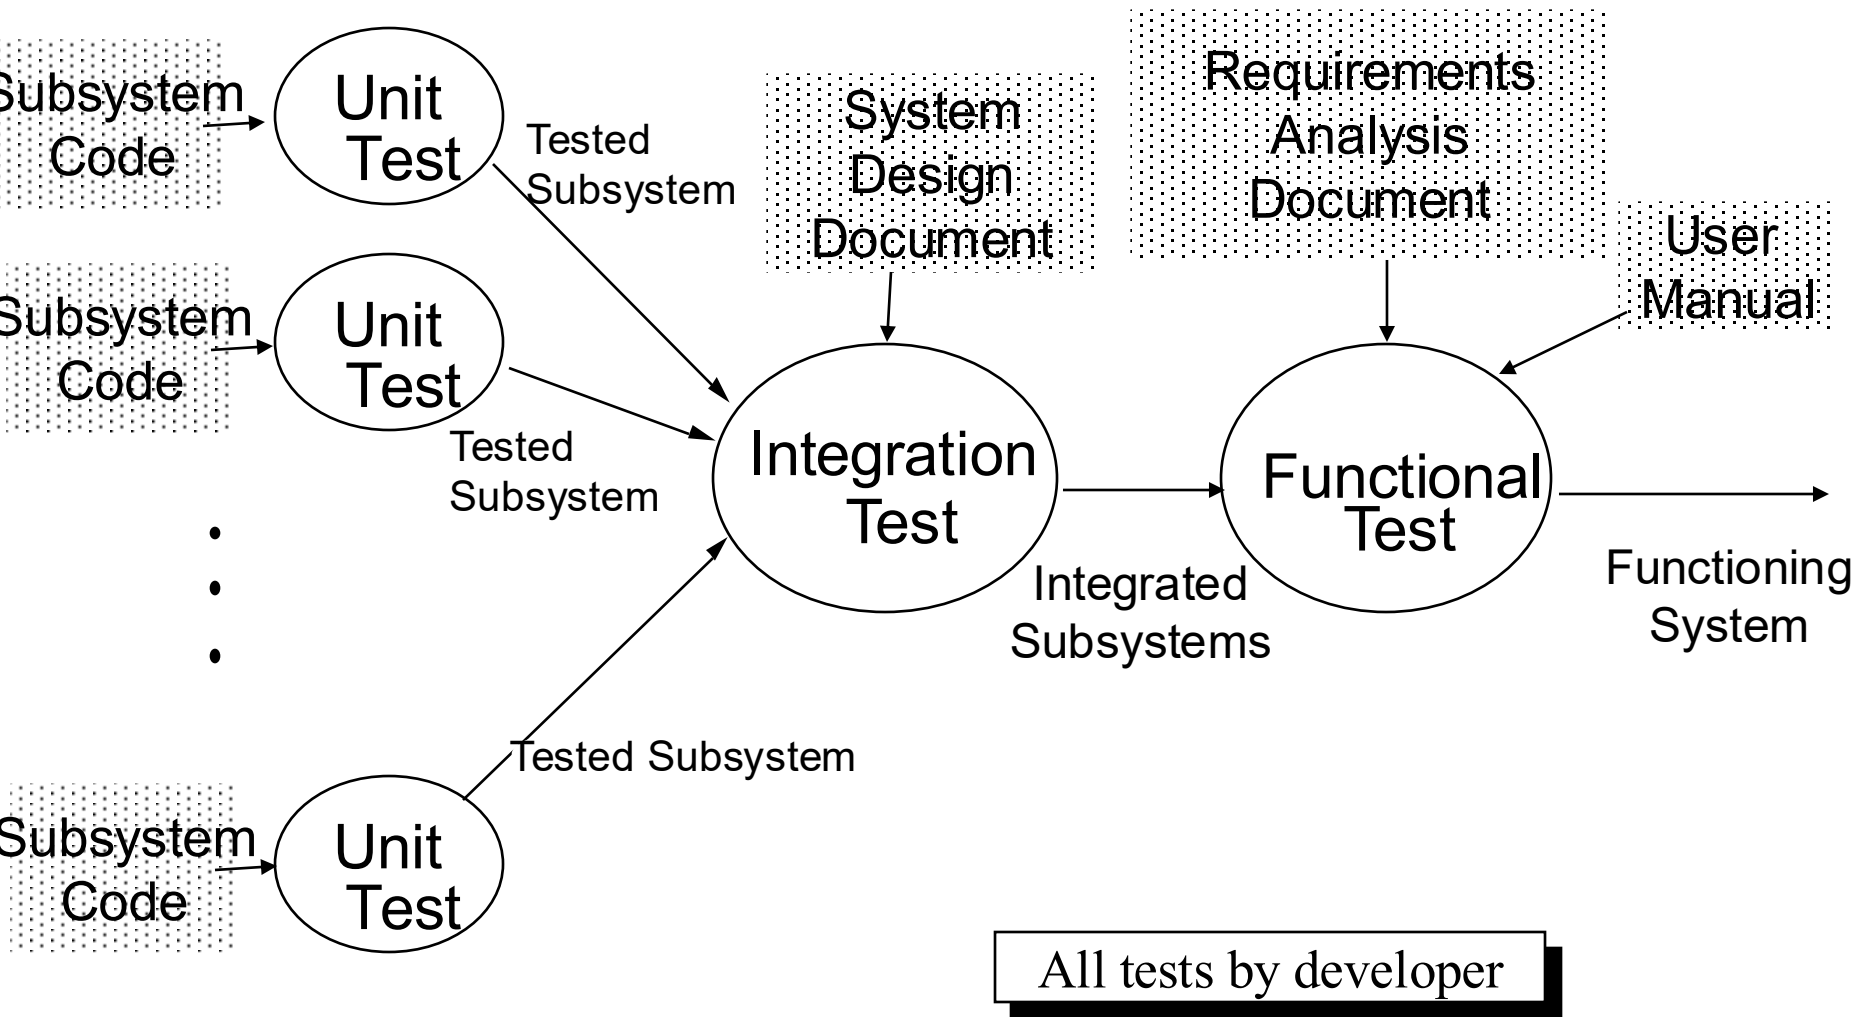 Subsystem
Code
Unit
Test
Tested
Subsystem
System
Design
Document
Requirements
Analysis
Document
User
Manual
Subsystem
Code
Unit
Test
Tested
Subsystem
Integration
Test
Functional
Test
Integrated
Subsystems
Functioning
System
Tested Subsystem
Subsystem
Code
Unit
Test
All tests by developer